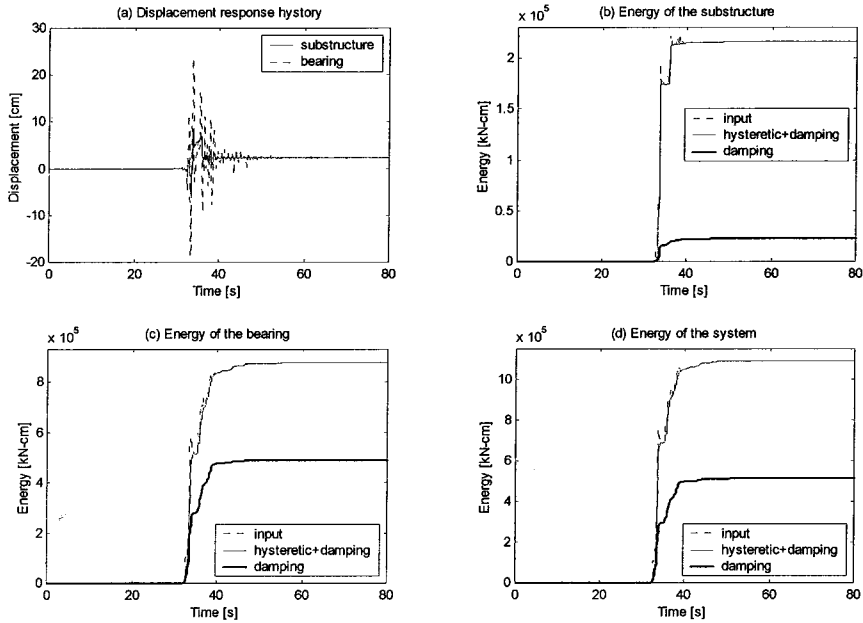 (a) Displacement response hystory
30
20
10
0
-10
-20
0
20
40
60
80
Displacement [cm]
Time [s]
substructure
bearing
(b) Energy of the substructure
x 10^5
2
1.5
1
0.5
0
0
20
40
60
80
Energy [kN-cm]
Time [s]
input
hysteretic+damping
damping
(c) Energy of the bearing
x 10^5
8
6
4
2
0
0
20
40
60
80
Energy [kN-cm]
Time [s]
input
hysteretic+damping
damping
(d) Energy of the system
x 10^5
10
8
6
4
2
0
0
20
40
60
80
Energy [kN-cm]
Time [s]
input
hysteretic+damping
damping